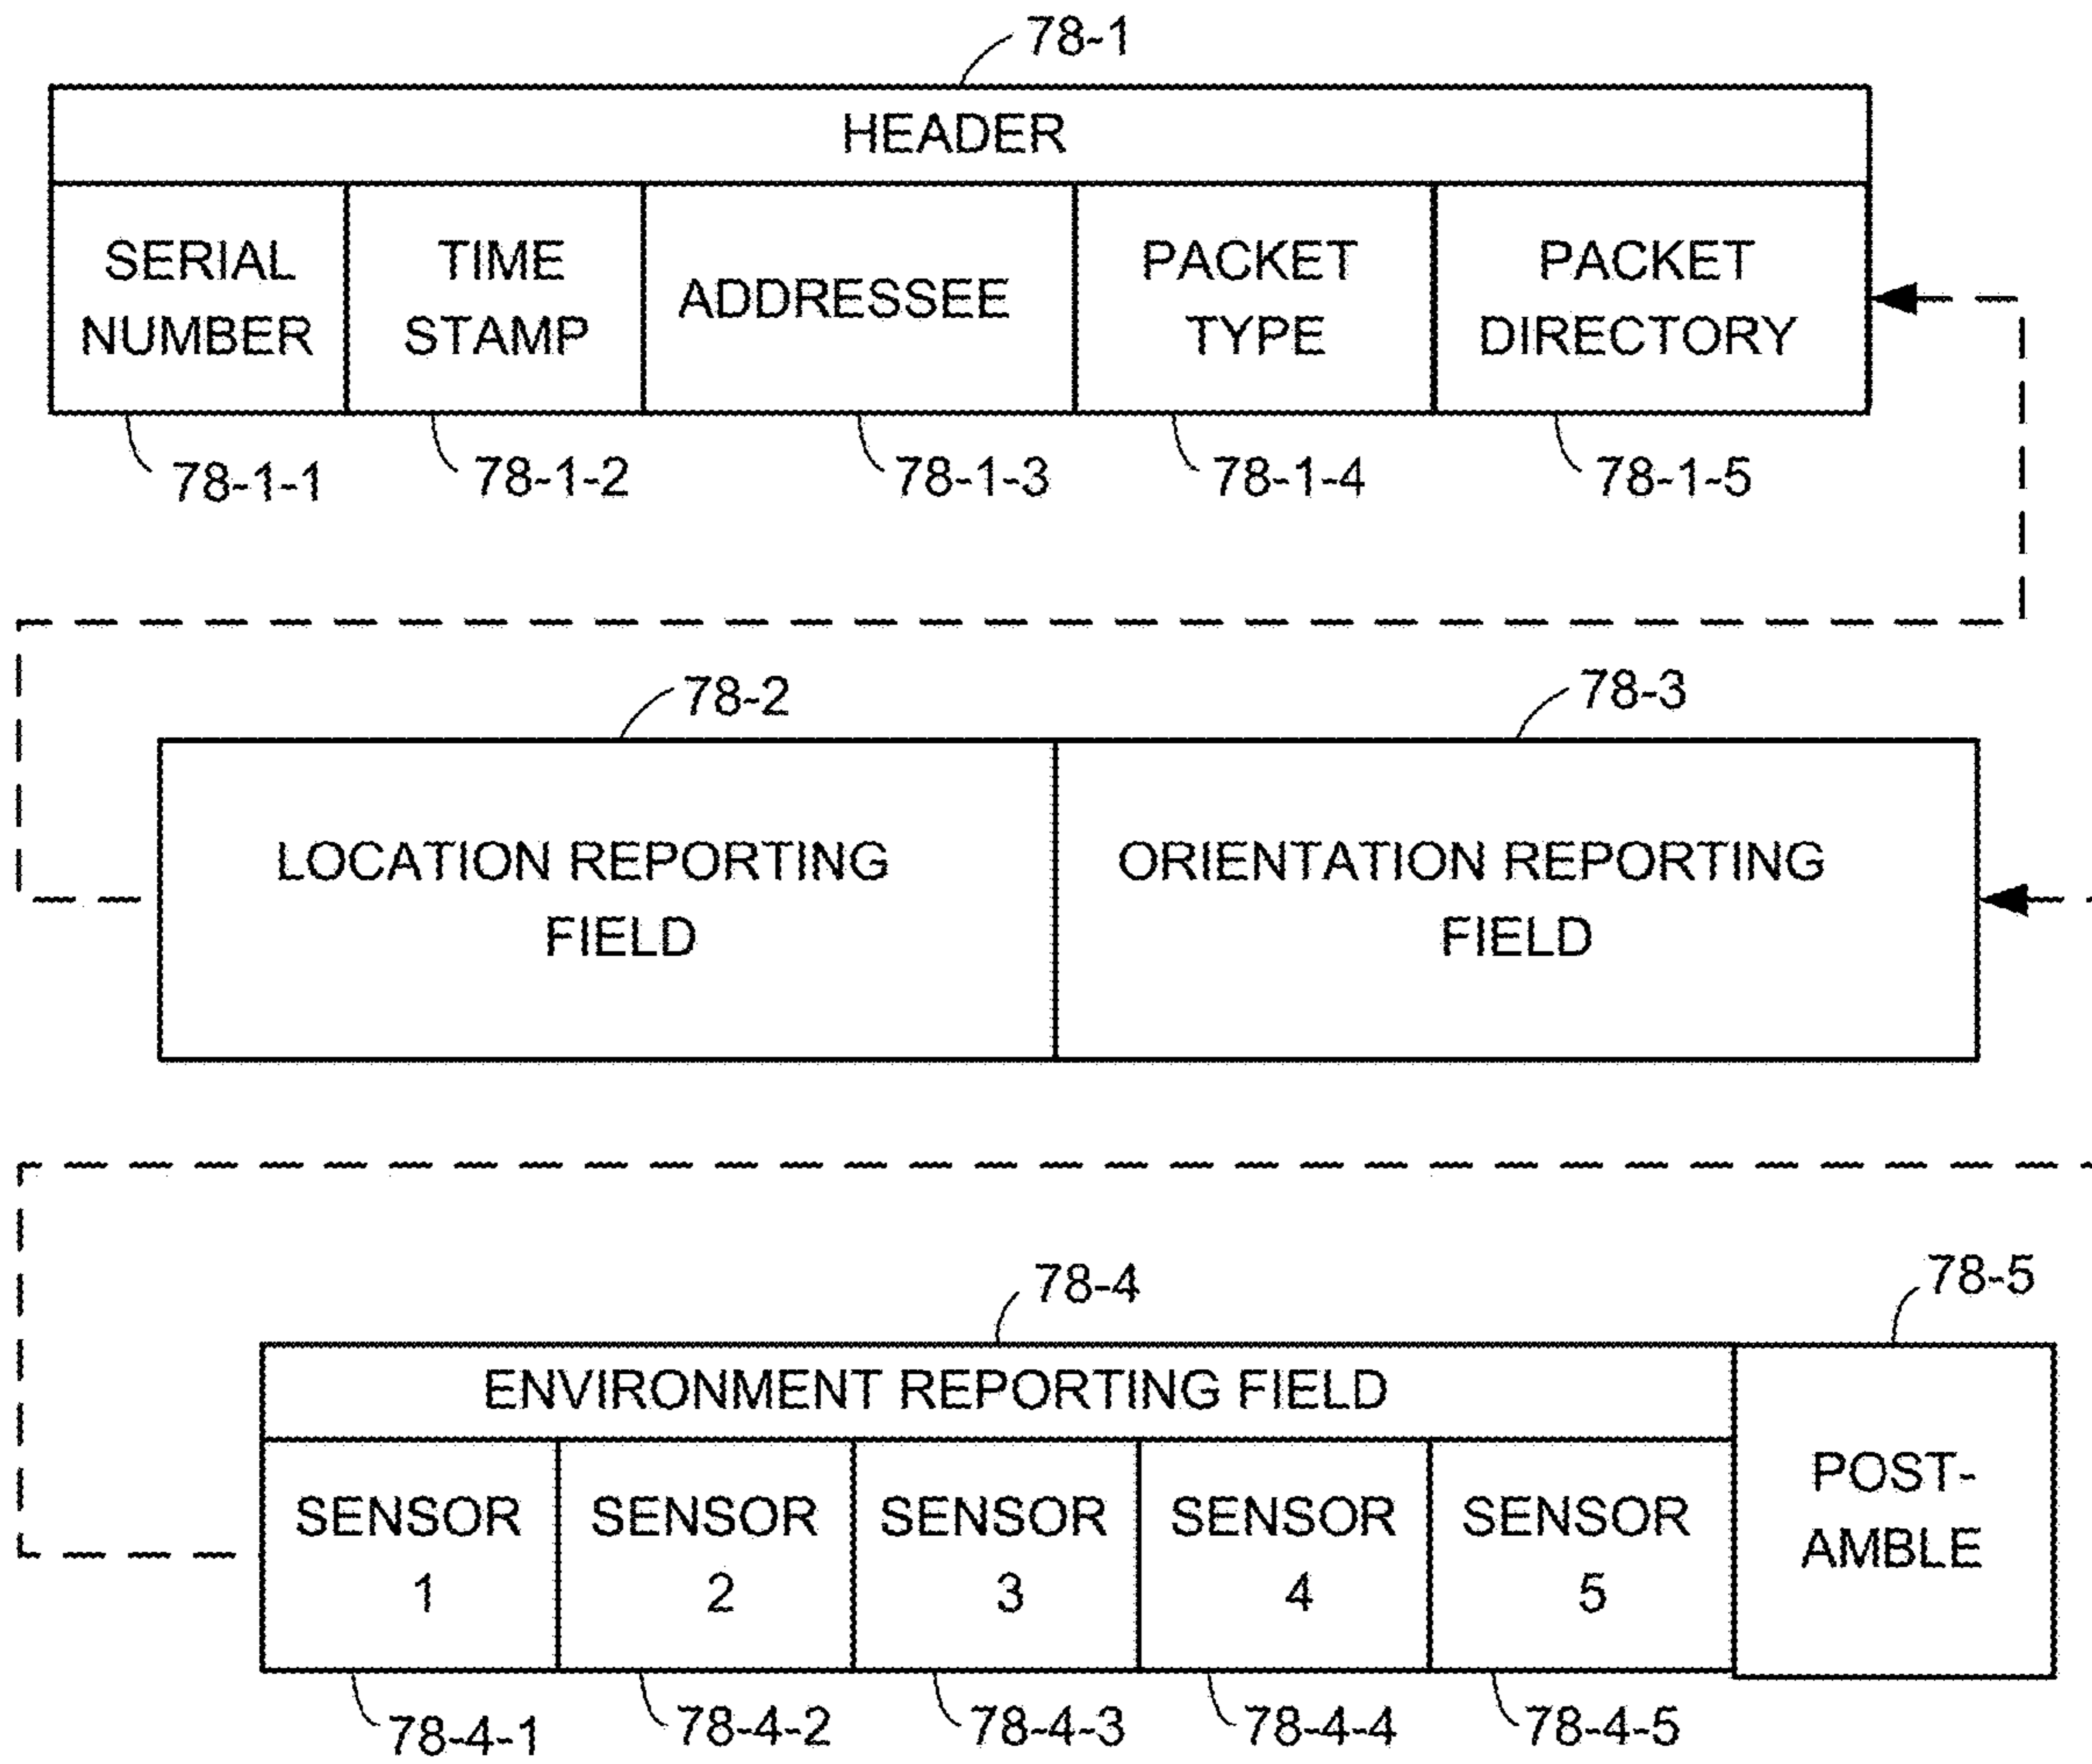 78-1
HEADER
SERIAL NUMBER
TIME STAMP
ADDRESSEE
PACKET TYPE
PACKET DIRECTORY
78-1-1
78-1-2
78-1-3
78-1-4
78-1-5
78-2
78-3
LOCATION REPORTING
FIELD
ORIENTATION REPORTING
FIELD
78-4
78-5
ENVIRONMENT REPORTING FIELD
SENSOR
1
SENSOR
2
SENSOR
3
SENSOR
4
SENSOR
5
POST-
AMBLE
78-4-1
78-4-2
78-4-3
78-4-4
78-4-5